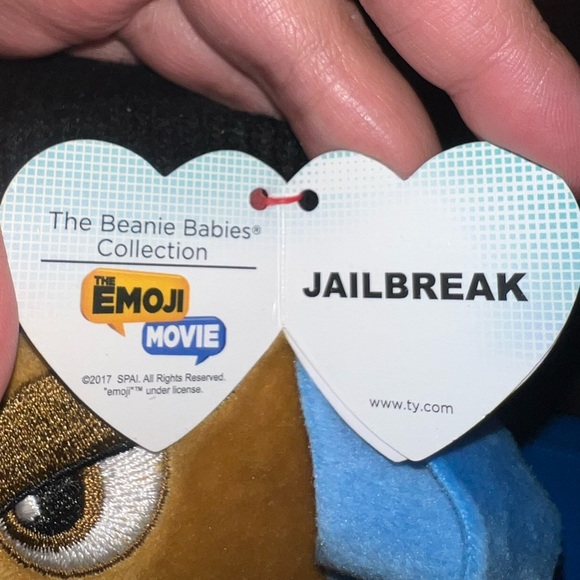 The Beanie Babies®
Collection
THE
EMOJI
MOVIE
©2017 SPAI. All Rights Reserved.
"emoji"™ under license.
JAILBREAK
www.ty.com